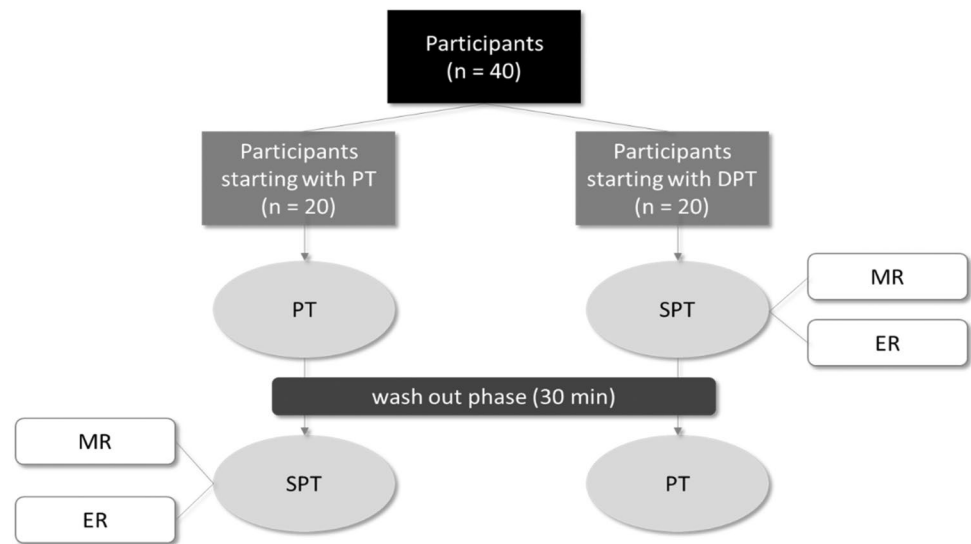 Participants
(n = 40)
Participants
starting with PT
(n = 20)
Participants
starting with DPT
(n = 20)
PT
SPT
MR
ER
wash out phase (30 min)
MR
ER
SPT
PT